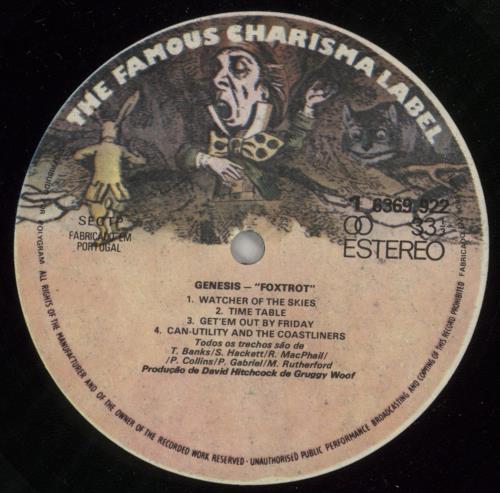 THE FAMOUS CHARISMA LABEL
SECTP
FABRICADO EM
PORTUGAL
1 6369 922
33
ESTEREO
GENESIS — "FOXTROT"
1. WATCHER OF THE SKIES
2. TIME TABLE
3. GET'EM OUT BY FRIDAY
4. CAN-UTILITY AND THE COASTLINERS
Todos os trechos são de
T. Banks/S. Hackett/R. MacPhail/
/P. Collins/P. Gabriel/M. Rutherford
Produção de David Hitchcock de Gruggy Woof
POLYGRAM ALL RIGHTS OF THE MANUFACTURER AND OF THE OWNER OF THE RECORDED WORK RESERVED - UNAUTHORISED PUBLIC PERFORMANCE BROADCASTING AND COPYING OF THIS RECORD PROHIBITED